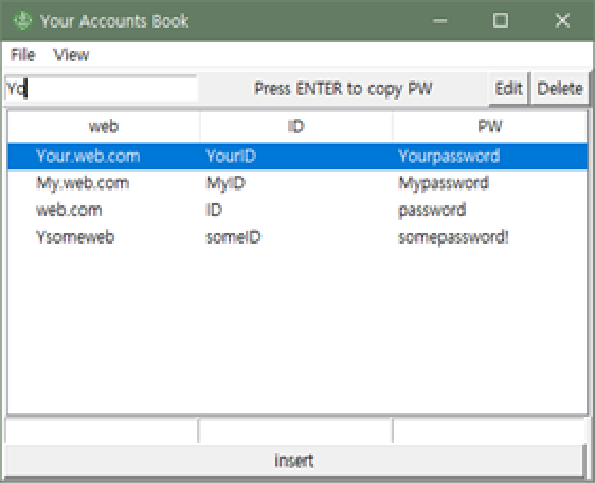 Your Accounts Book
File View
Yo Press ENTER to copy PW Edit Delete
web ID PW
Your.web.com YourID Yourpassword
My.web.com MyID Mypassword
web.com ID password
Ysomeweb someID somepassword!
insert